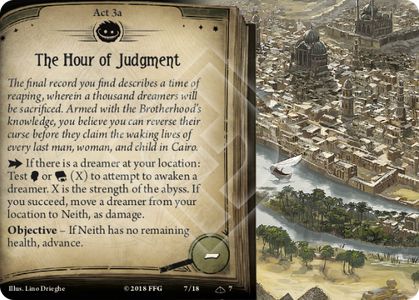 Act 3a
The Hour of Judgment
The final record you find describes a time of
reaping, wherein a thousand dreamers will
be sacrificed. Armed with the Brotherhood's
knowledge, you believe you can reverse their
curse before they claim the waking lives of
every last man, woman, and child in Cairo.
If there is a dreamer at your location:
Test or (X) to attempt to awaken a
dreamer. X is the strength of the abyss. If
you succeed, move a dreamer from your
location to Neith, as damage.
Objective – If Neith has no remaining
health, advance.
–
Illus. Lino Drieghe
© 2018 FFG
7/18
7